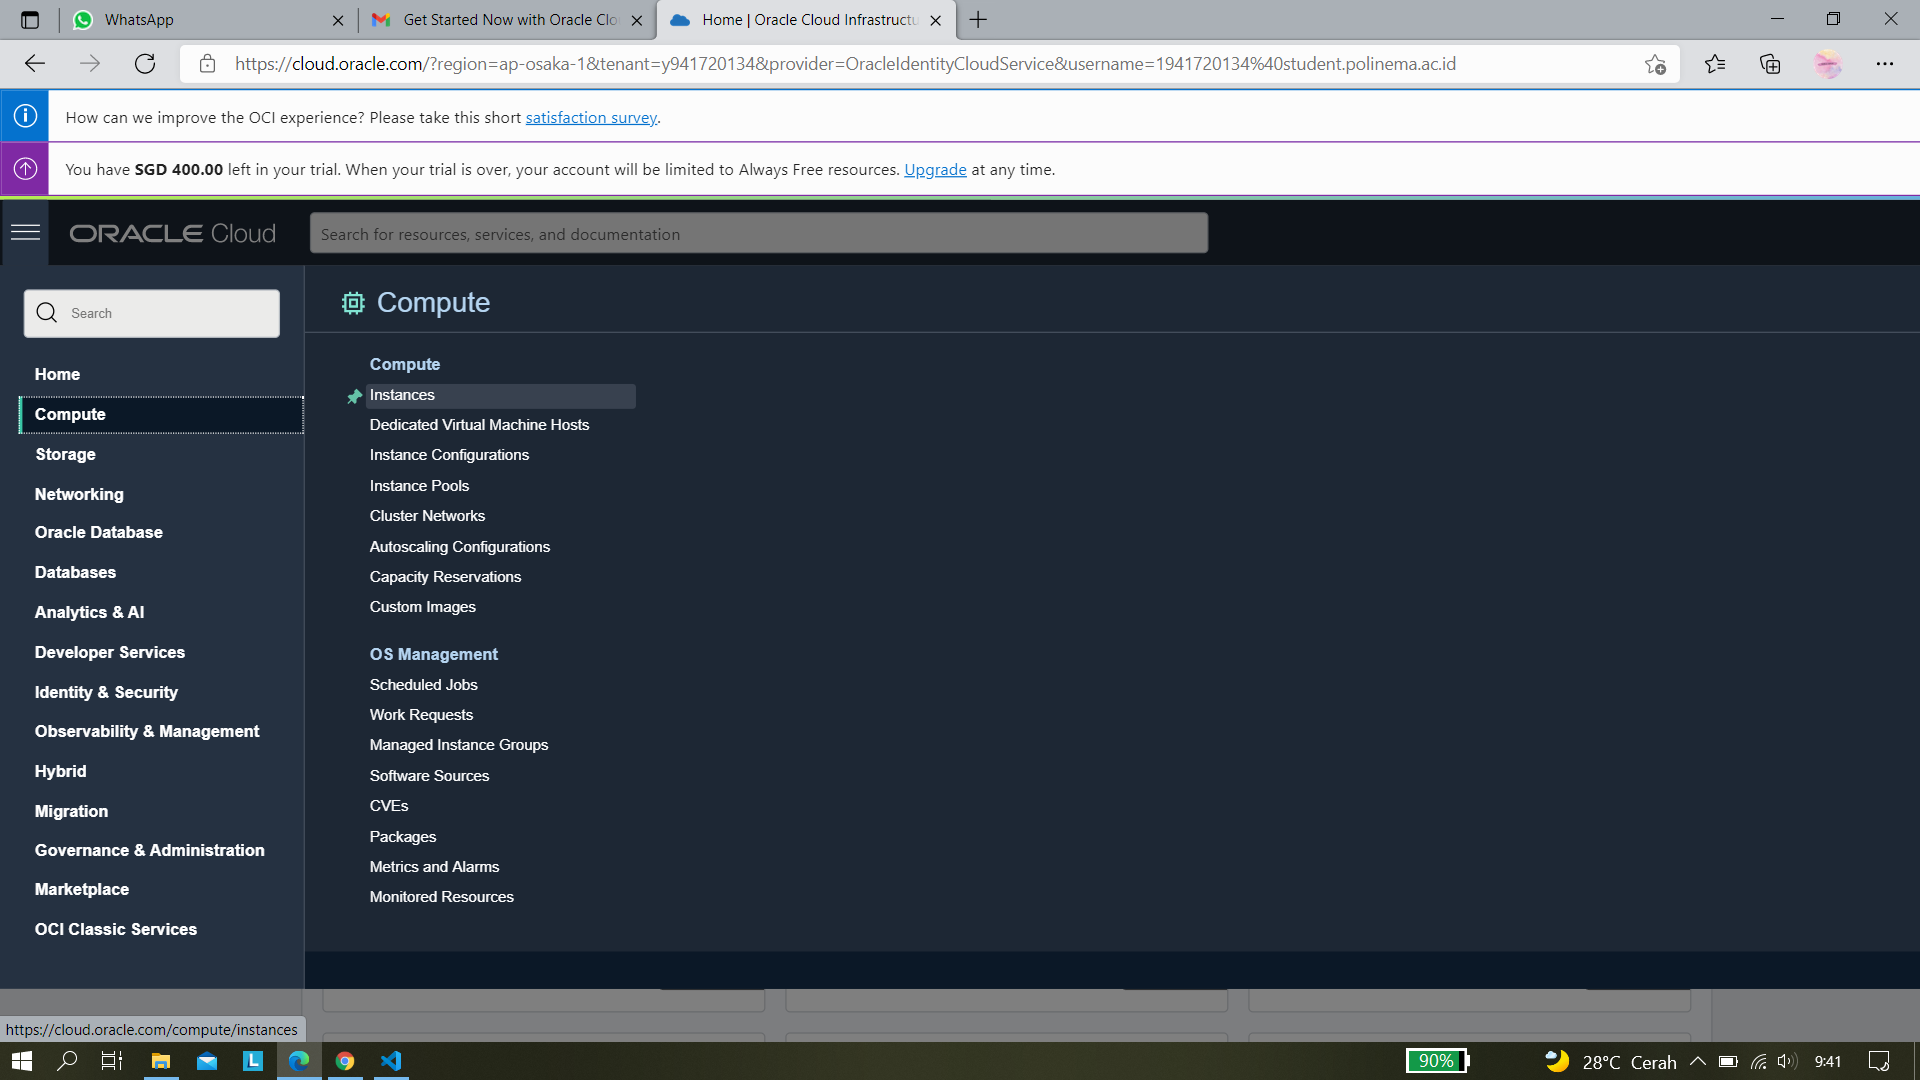 WhatsApp
Get Started Now with Oracle Clo
Home | Oracle Cloud Infrastructu
https://cloud.oracle.com/?region=ap-osaka-1&tenant=y941720134&provider=OracleIdentityCloudService&username=1941720134%40student.polinema.ac.id
How can we improve the OCI experience? Please take this short satisfaction survey.
You have SGD 400.00 left in your trial. When your trial is over, your account will be limited to Always Free resources. Upgrade at any time.
ORACLE Cloud
Search for resources, services, and documentation
Search
Home
Compute
Storage
Networking
Oracle Database
Databases
Analytics & AI
Developer Services
Identity & Security
Observability & Management
Hybrid
Migration
Governance & Administration
Marketplace
OCI Classic Services
Compute
Compute
Instances
Dedicated Virtual Machine Hosts
Instance Configurations
Instance Pools
Cluster Networks
Autoscaling Configurations
Capacity Reservations
Custom Images
OS Management
Scheduled Jobs
Work Requests
Managed Instance Groups
Software Sources
CVEs
Packages
Metrics and Alarms
Monitored Resources
https://cloud.oracle.com/compute/instances
L
90%
28°C Cerah
9:41